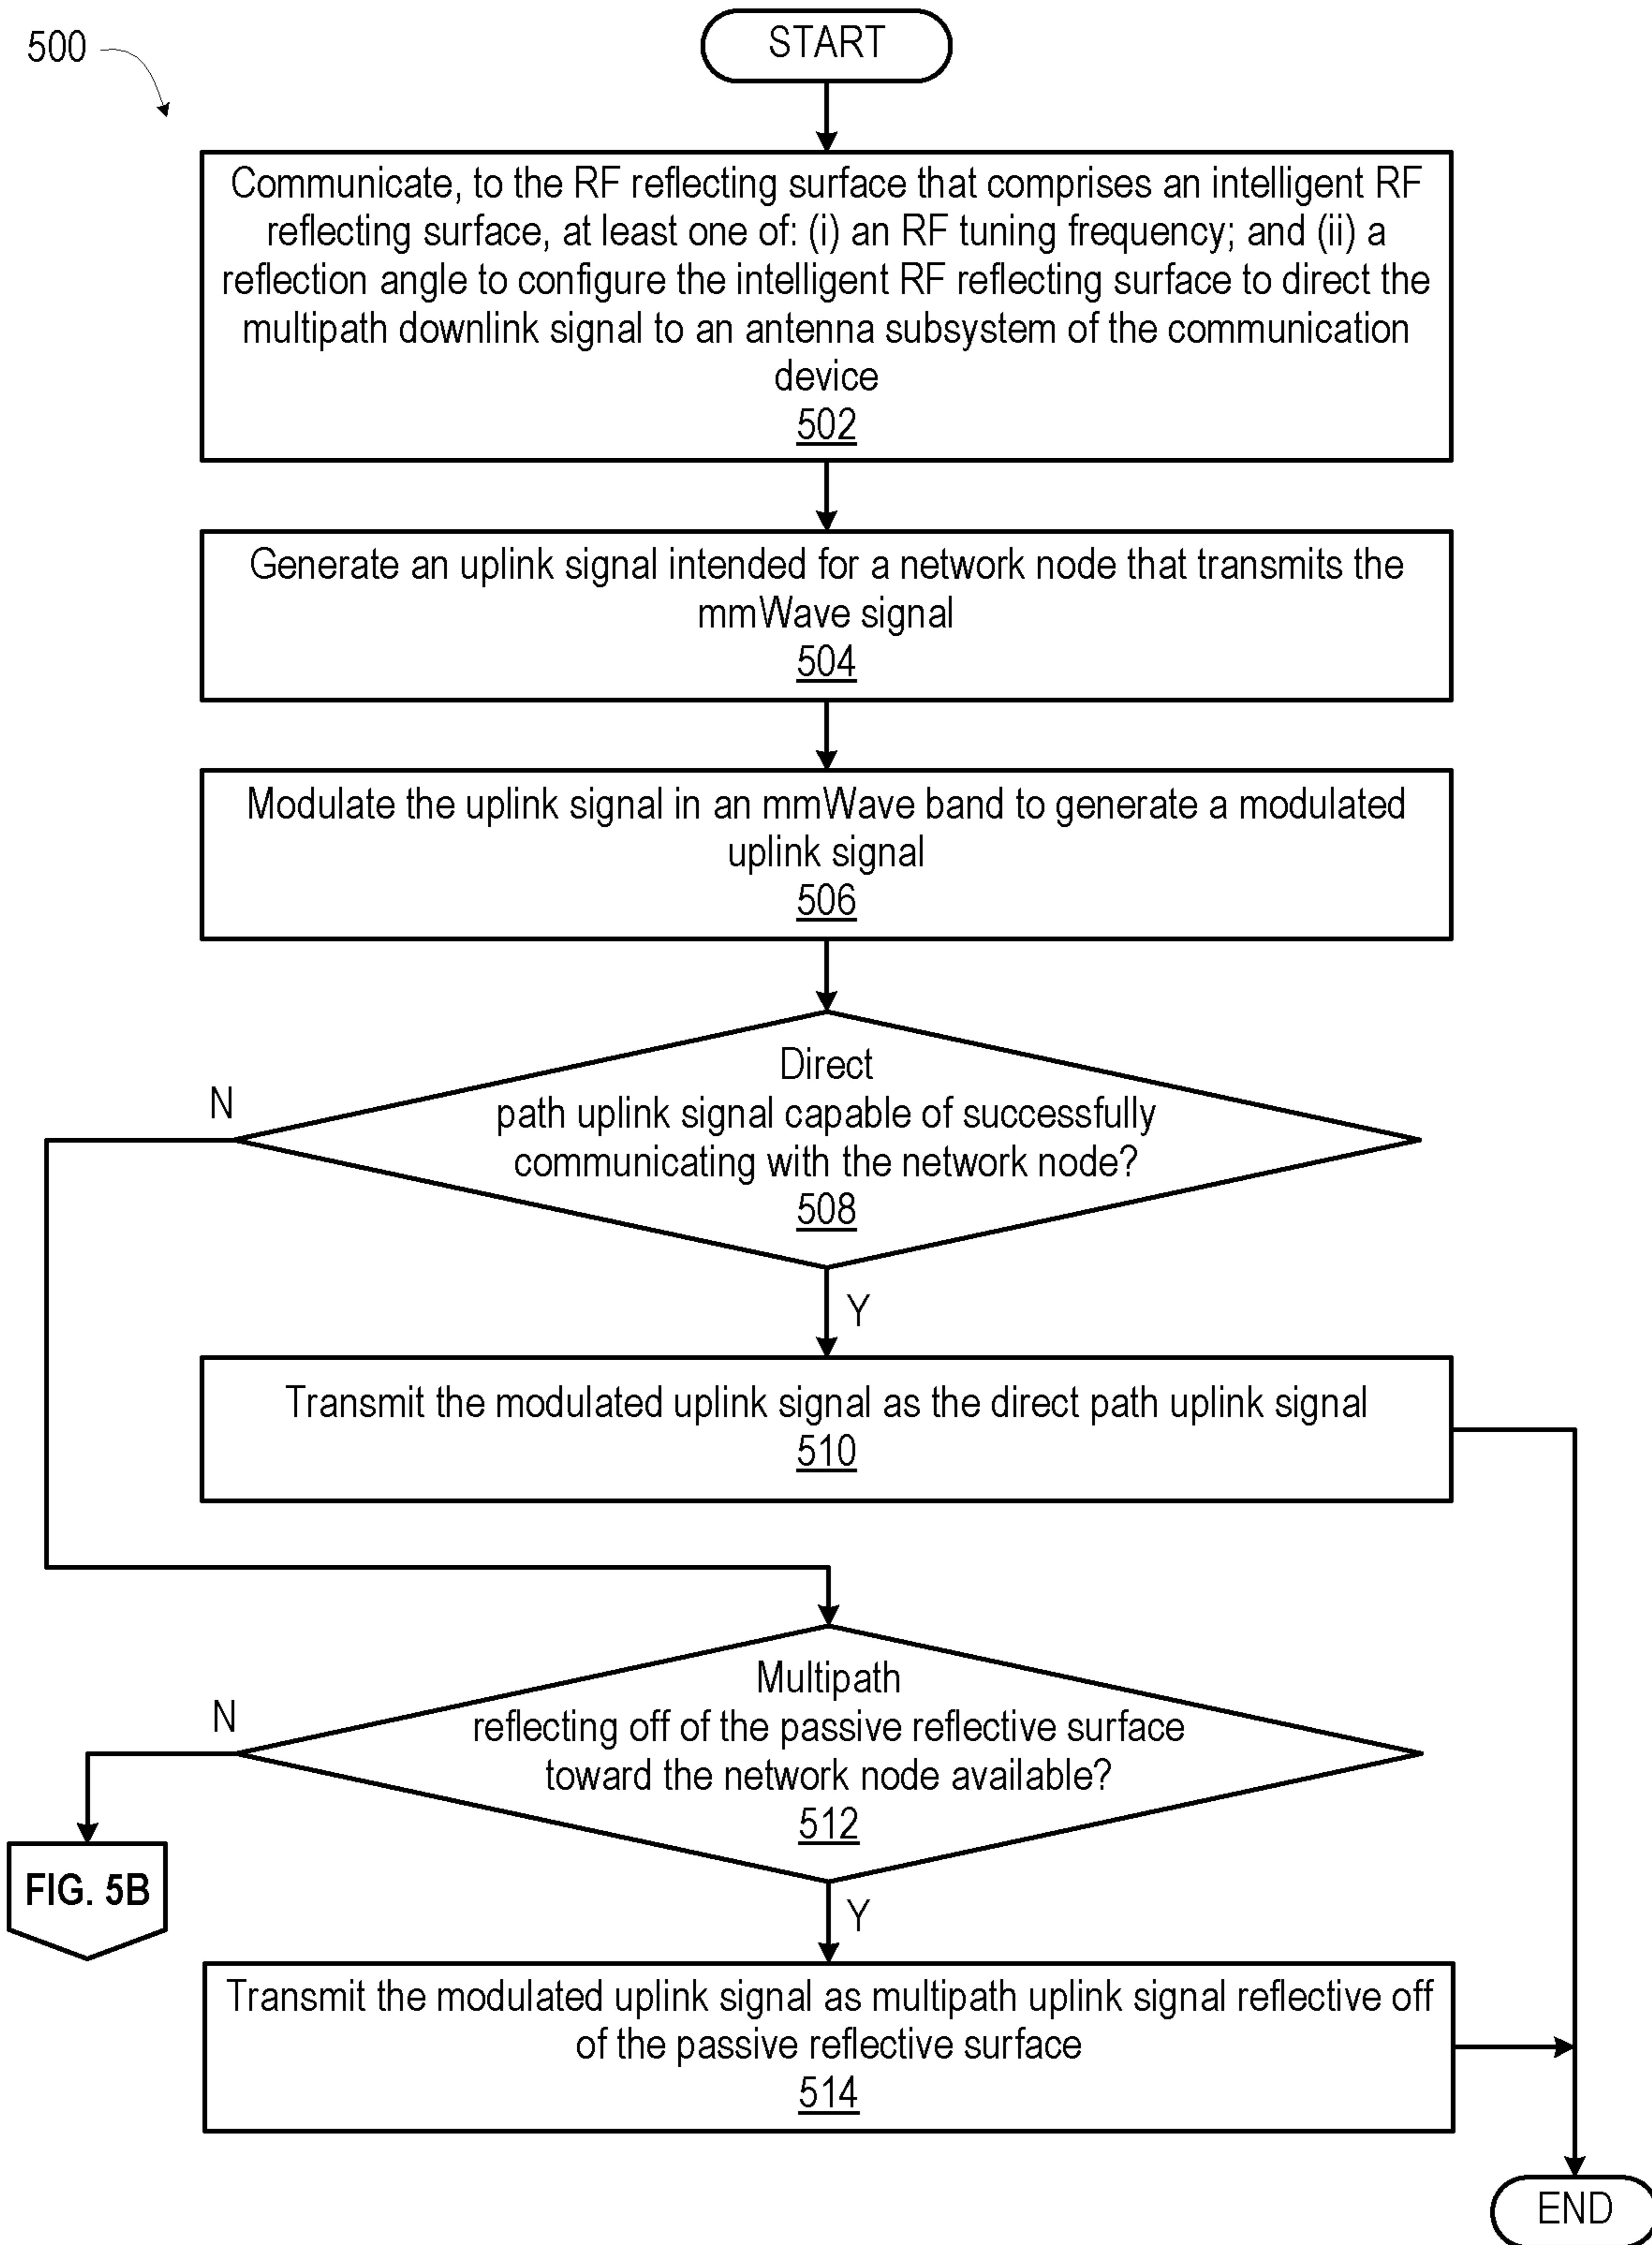 500
START
Communicate, to the RF reflecting surface that comprises an intelligent RF
reflecting surface, at least one of: (i) an RF tuning frequency; and (ii) a
reflection angle to configure the intelligent RF reflecting surface to direct the
multipath downlink signal to an antenna subsystem of the communication
device
502
Generate an uplink signal intended for a network node that transmits the
mmWave signal
504
Modulate the uplink signal in an mmWave band to generate a modulated
uplink signal
506
Direct
path uplink signal capable of successfully
communicating with the network node?
508
N
Y
Transmit the modulated uplink signal as the direct path uplink signal
510
Multipath
reflecting off of the passive reflective surface
toward the network node available?
512
N
FIG. 5B
Y
Transmit the modulated uplink signal as multipath uplink signal reflective off
of the passive reflective surface
514
END